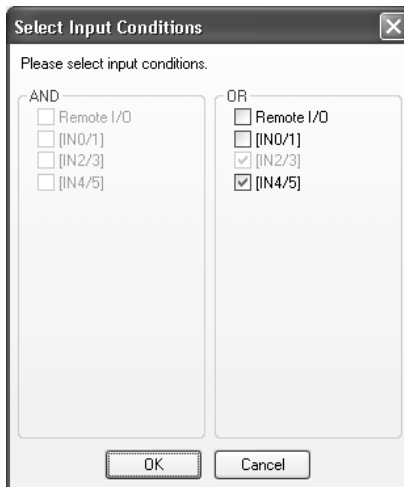 Select Input Conditions
Please select input conditions.
AND
Remote I/O
[IN0/1]
[IN2/3]
[IN4/5]
OR
Remote I/O
[IN0/1]
[IN2/3]
[IN4/5]
OK
Cancel